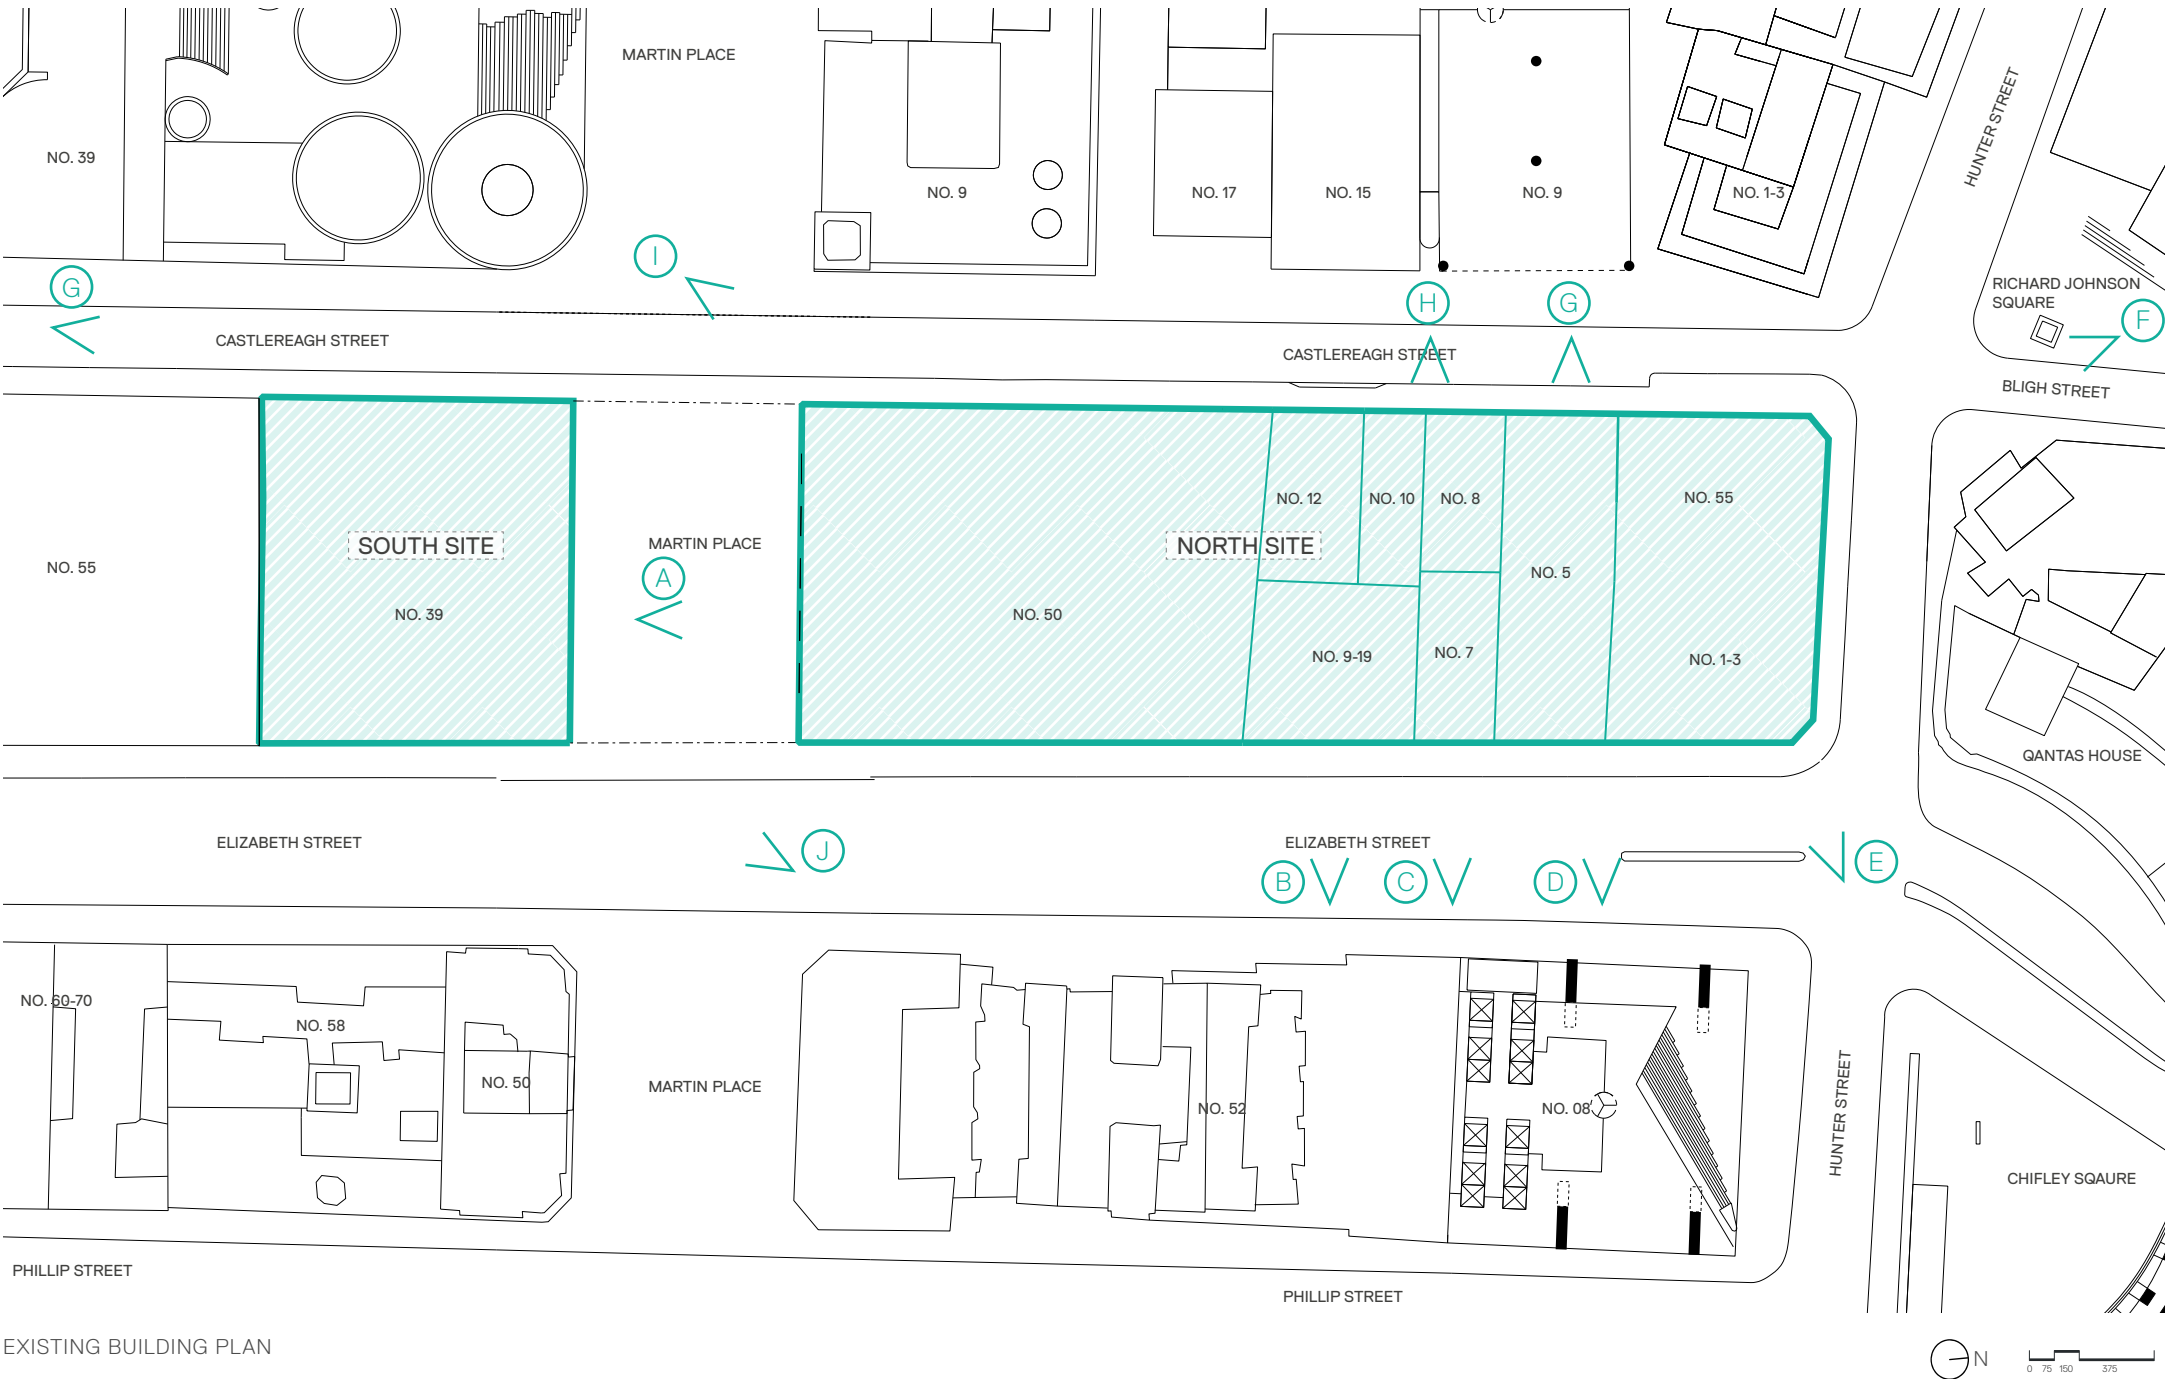 MARTIN PLACE
HUNTER STREET
NO. 39
NO. 9
NO. 17
NO. 15
NO. 9
NO. 1-3
I
G
H
G
RICHARD JOHNSON
SQUARE
F
CASTLEREAGH STREET
CASTLEREAGH STREET
BLIGH STREET
NO. 12
NO. 10
NO. 8
NO. 55
SOUTH SITE
MARTIN PLACE
NORTH SITE
NO. 55
A
NO. 5
NO. 39
NO. 50
NO. 9-19
NO. 7
NO. 1-3
QANTAS HOUSE
ELIZABETH STREET
J
ELIZABETH STREET
B
C
D
E
NO. 60-70
NO. 58
NO. 50
MARTIN PLACE
NO. 52
NO. 08
HUNTER STREET
CHIFLEY SQAURE
PHILLIP STREET
PHILLIP STREET
EXISTING BUILDING PLAN
N
0 75 150 375